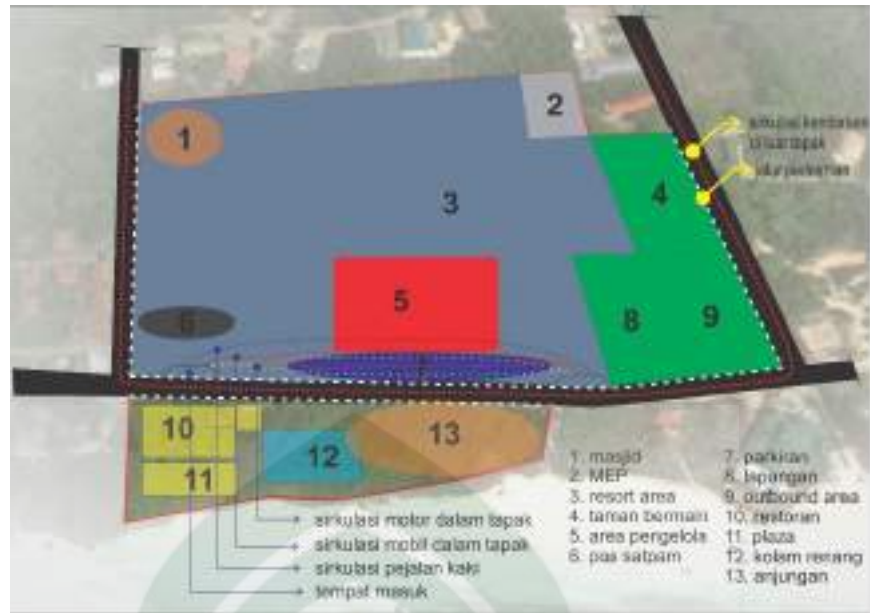 1
2
sirkulasi kendaraan
di luar tapak
jalur pedestrian
3
4
5
6
7
8
9
10
11
12
13
sirkulasi motor dalam tapak
sirkulasi mobil dalam tapak
sirkulasi pejalan kaki
tempat masuk
1. masjid
2. MEP
3. resort area
4. taman bermain
5. area pengelola
6. pos satpam
7. parkiran
8. lapangan
9. outbound area
10. restoran
11. plaza
12. kolam renang
13. anjungan